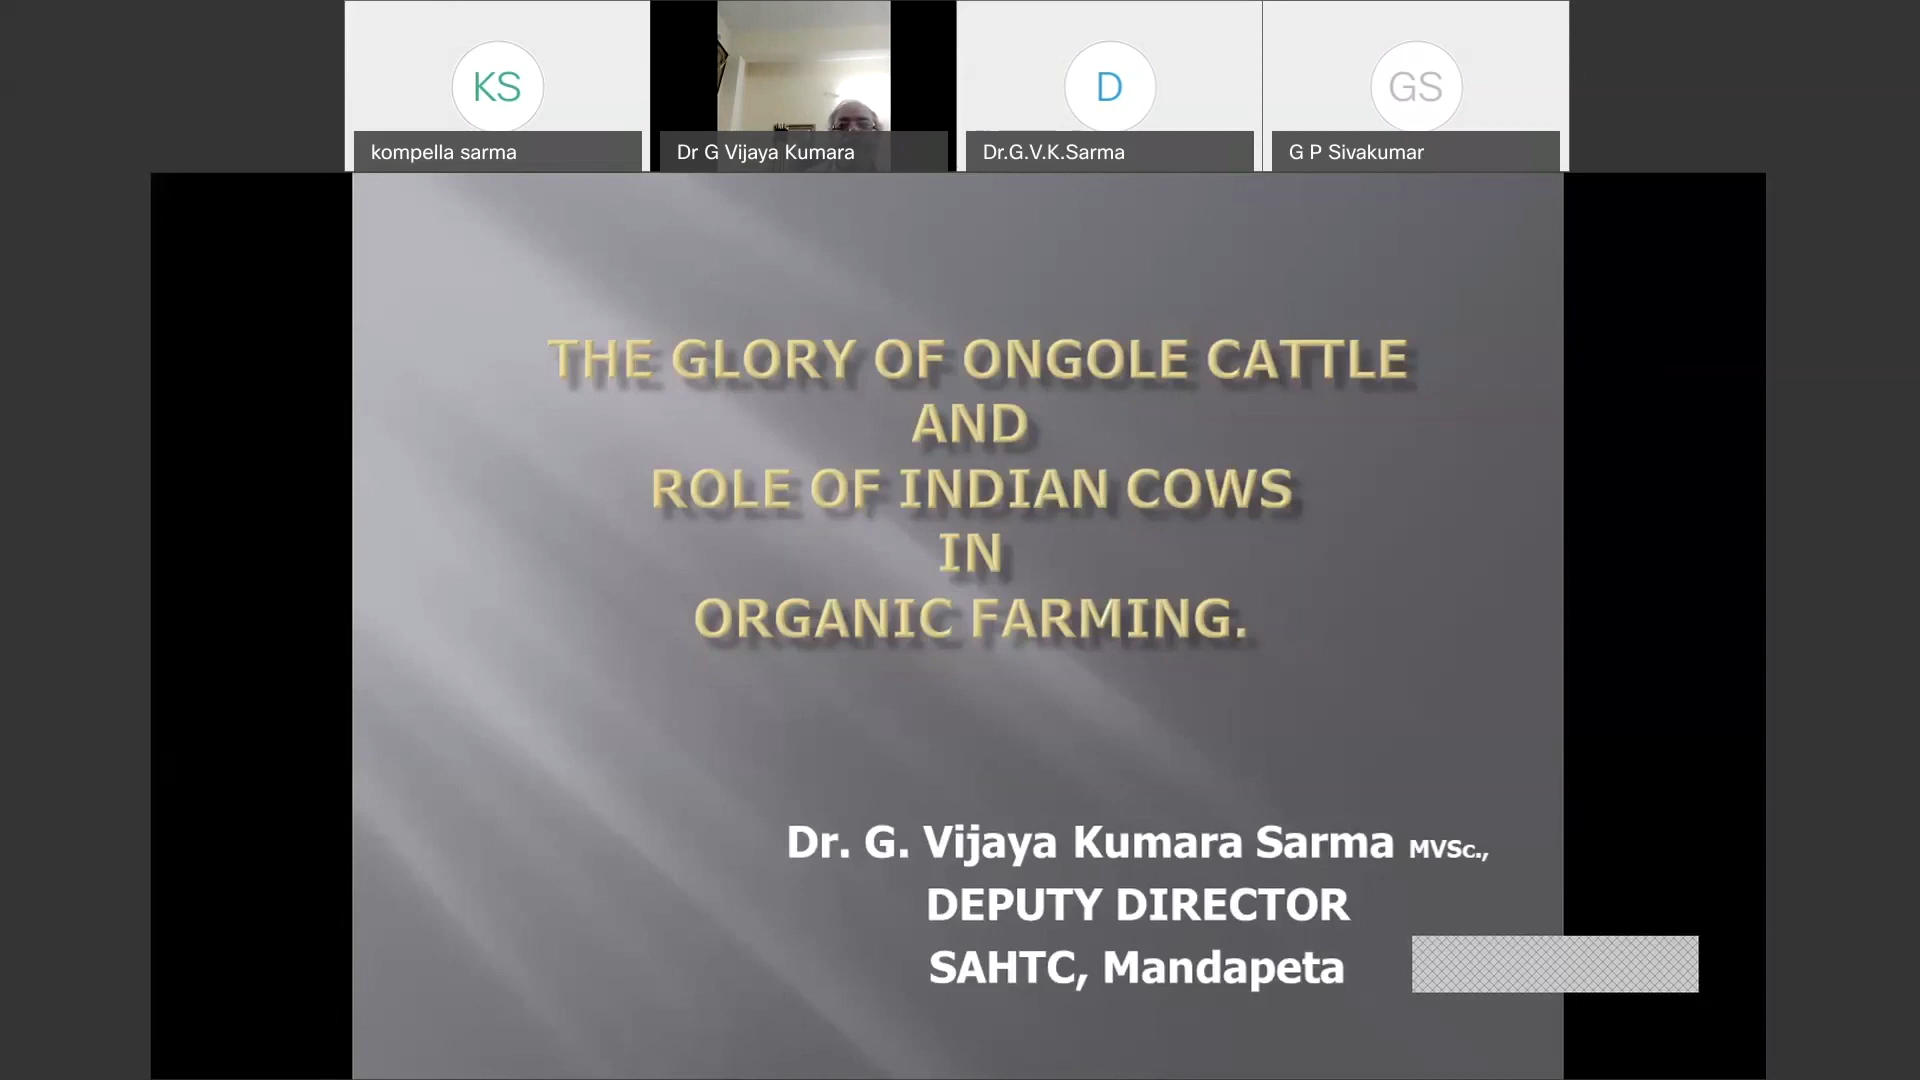 KS
D
GS
kompella sarma
Dr G Vijaya Kumara
Dr.G.V.K.Sarma
G P Sivakumar
THE GLORY OF ONGOLE CATTLE
AND
ROLE OF INDIAN COWS
IN
ORGANIC FARMING.
Dr. G. Vijaya Kumara Sarma MVSc.,
DEPUTY DIRECTOR
SAHTC, Mandapeta